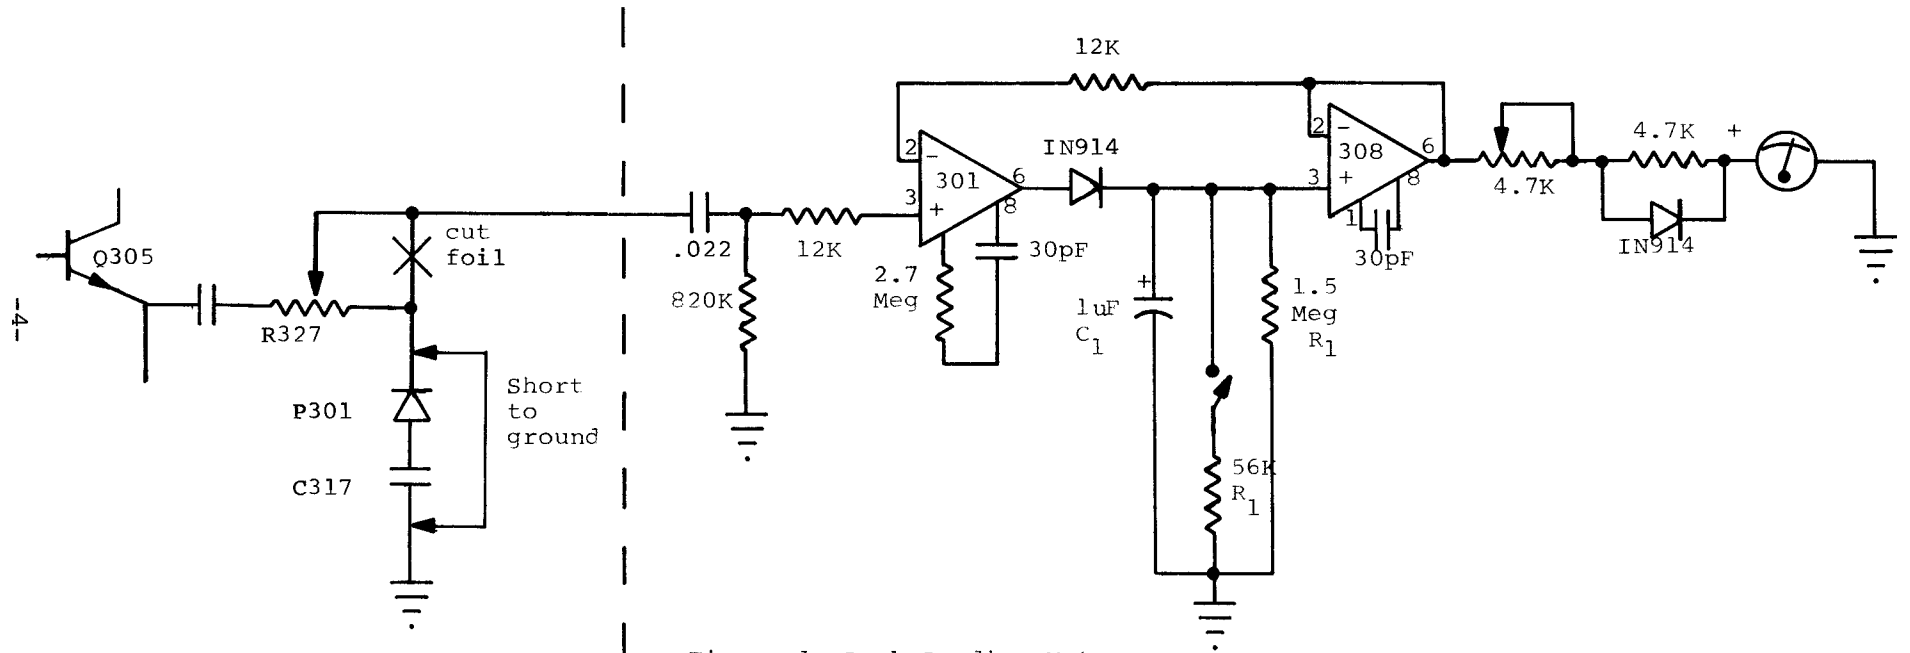 -4-
Q305
R327
cut
foil
P301
C317
Short
to
ground
.022
820K
12K
12K
2
-
301
3
+
6
8
2.7
Meg
30pF
IN914
1uF
+
C1
56K
R1
1.5
Meg
R1
2
-
308
3
+
6
8
1
30pF
4.7K
4.7K
+
IN914